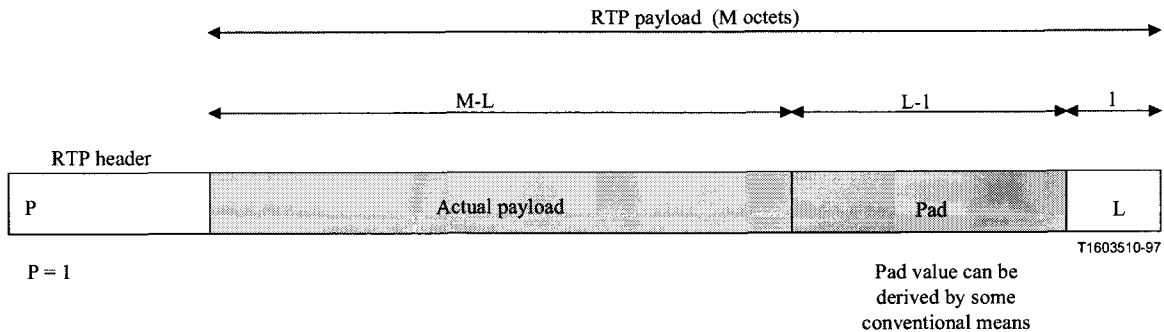 RTP payload (M octets)
M-L
L-1
1
RTP header
P
Actual payload
Pad
L
T1603510-97
P = 1
Pad value can be
derived by some
conventional means